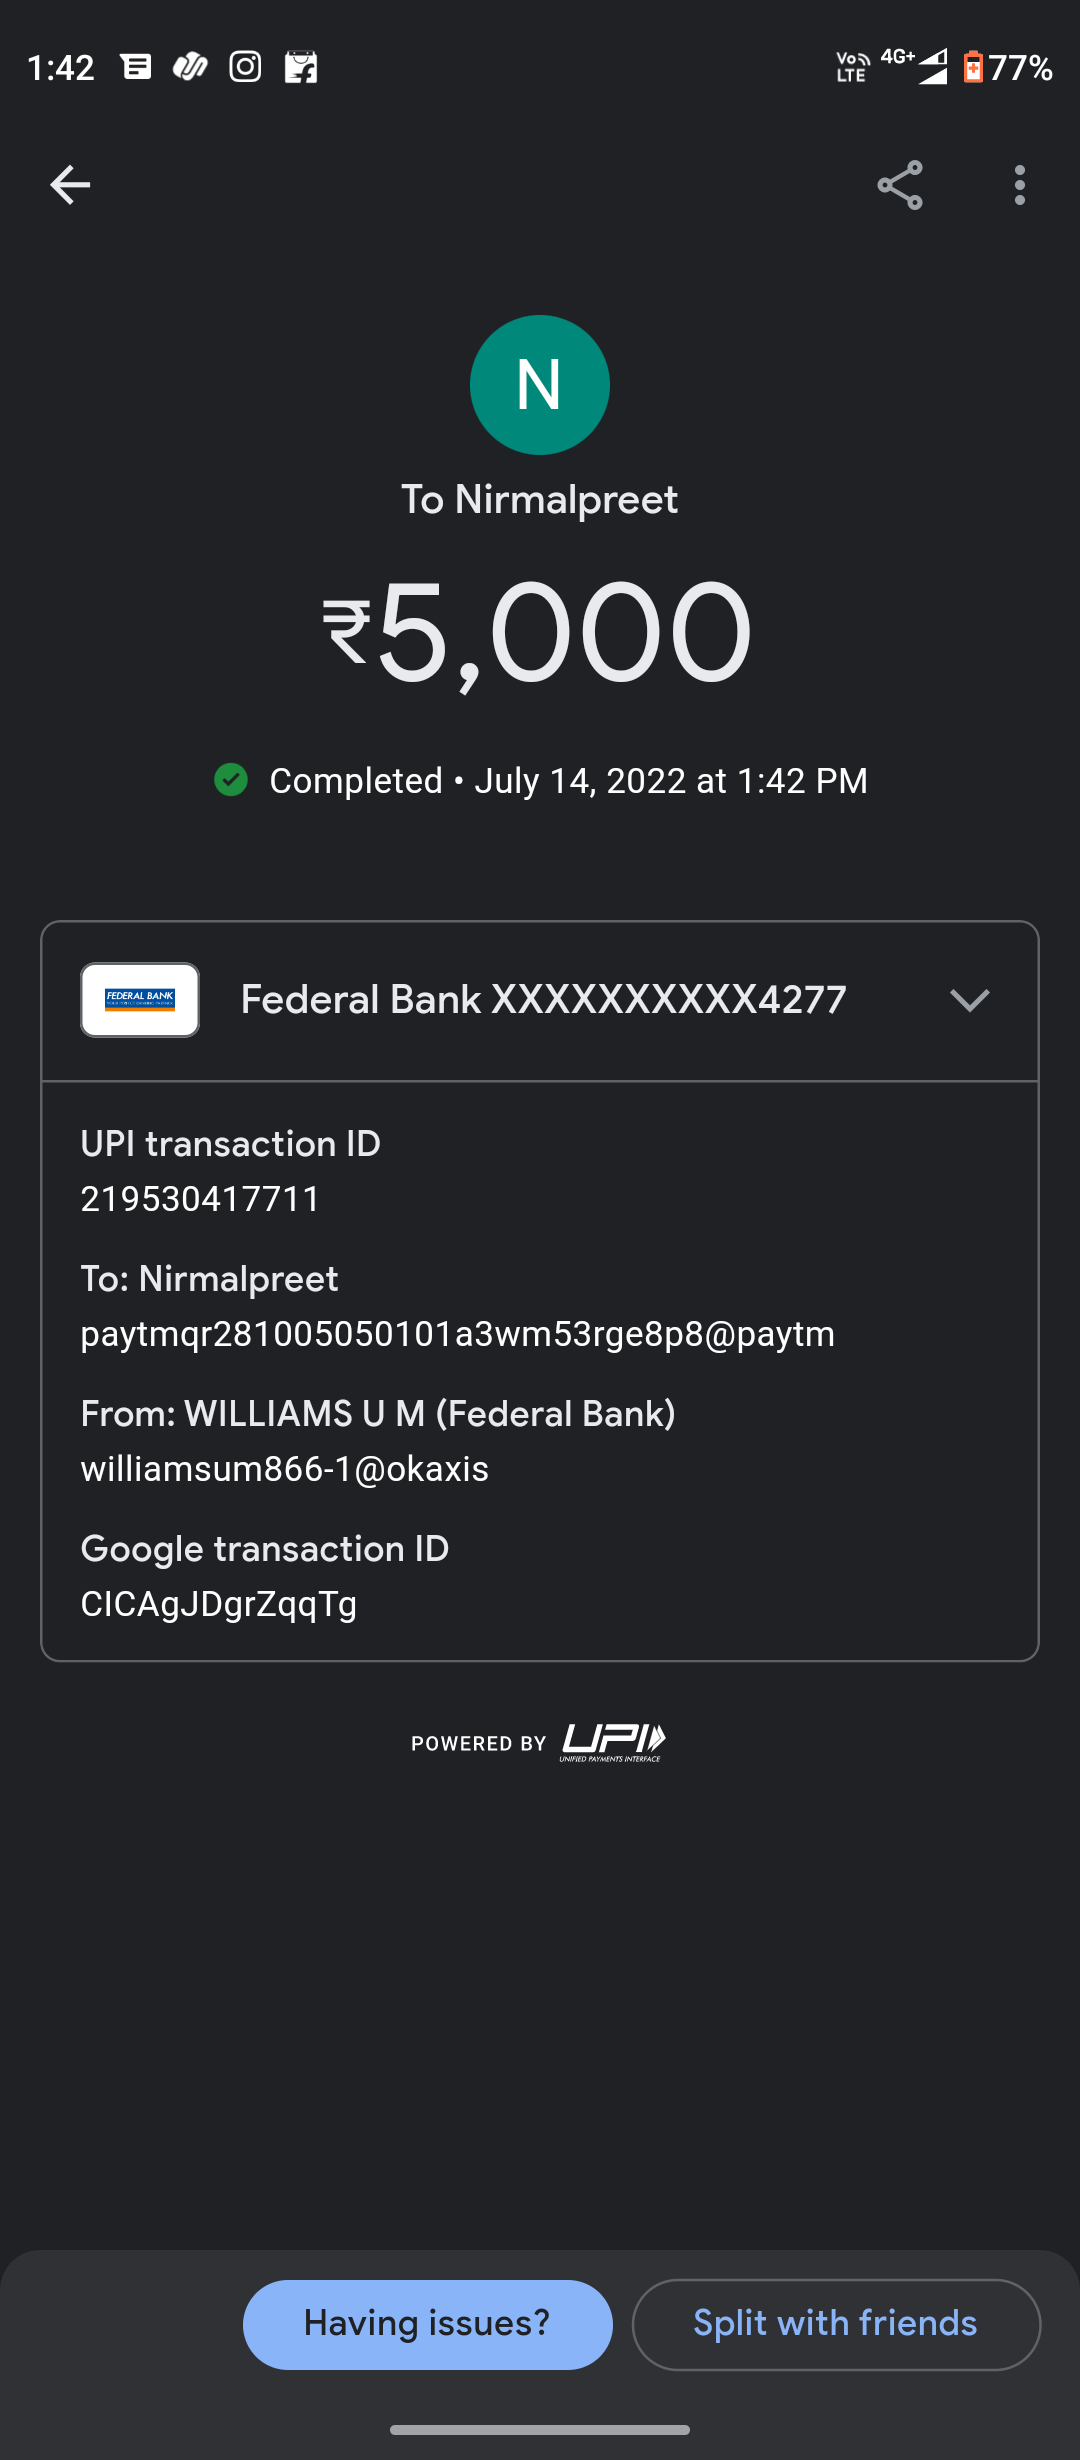 1:42
Vo LTE 4G+ 77%
N
To Nirmalpreet
₹5,000
Completed • July 14, 2022 at 1:42 PM
FEDERAL BANK
Federal Bank XXXXXXXXXX4277
UPI transaction ID
219530417711
To: Nirmalpreet
paytmqr281005050101a3wm53rge8p8@paytm
From: WILLIAMS U M (Federal Bank)
williamsum866-1@okaxis
Google transaction ID
CICAgJDgrZqqTg
POWERED BY UPI
UNIFIED PAYMENTS INTERFACE
Having issues?
Split with friends